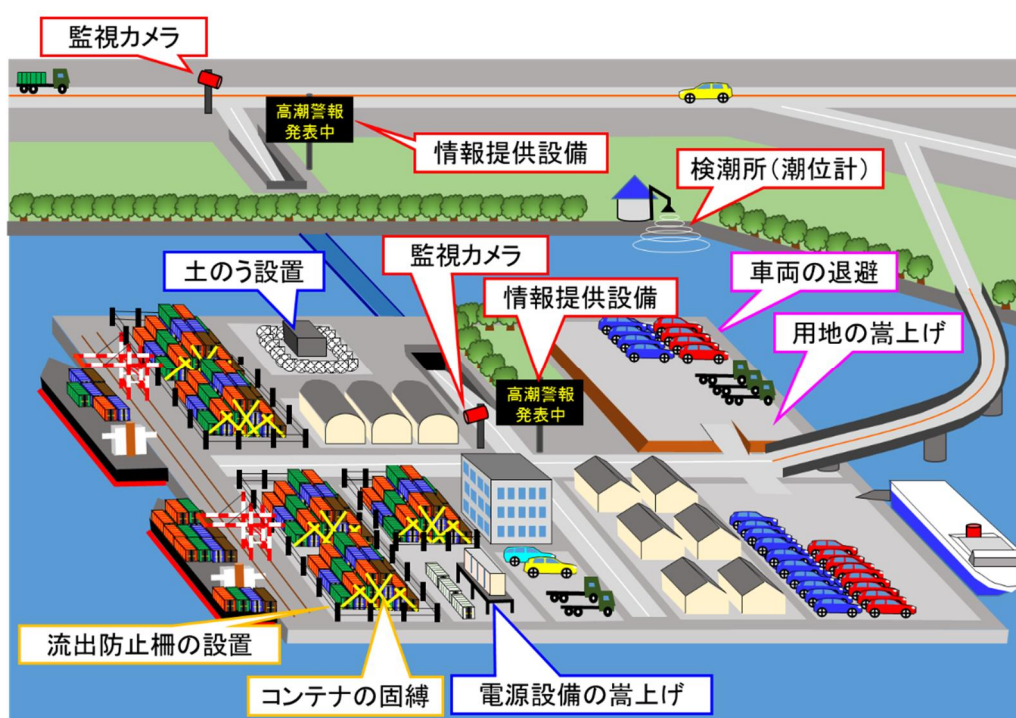 監視カメラ
高潮警報
発表中
情報提供設備
検潮所(潮位計)
土のう設置
監視カメラ
情報提供設備
車両の退避
用地の嵩上げ
高潮警報
発表中
流出防止柵の設置
コンテナの固縛
電源設備の嵩上げ